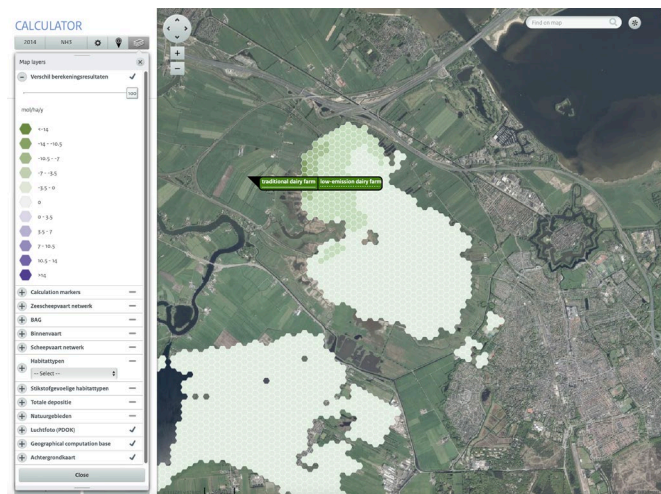 CALCULATOR
2014 NH3
Map layers
Verschil berekeningsresultaten
100
mol/ha/y
<-14
-14 - -10.5
-10.5 - -7
-7 - -3.5
-3.5 - 0
0
0 - 3.5
3.5 - 7
7 - 10.5
10.5 - 14
>14
Calculation markers
Zeescheepvaart netwerk
BAG
Binnenvaart
Scheepvaart netwerk
Habitattypen
-- Select --
Stikstofgevoelige habitattypen
Totale depositie
Natuurgebieden
Luchtfoto (PDOK)
Geographical computation base
Achtergrondkaart
Close
Find on map
traditional dairy farm low-emission dairy farm